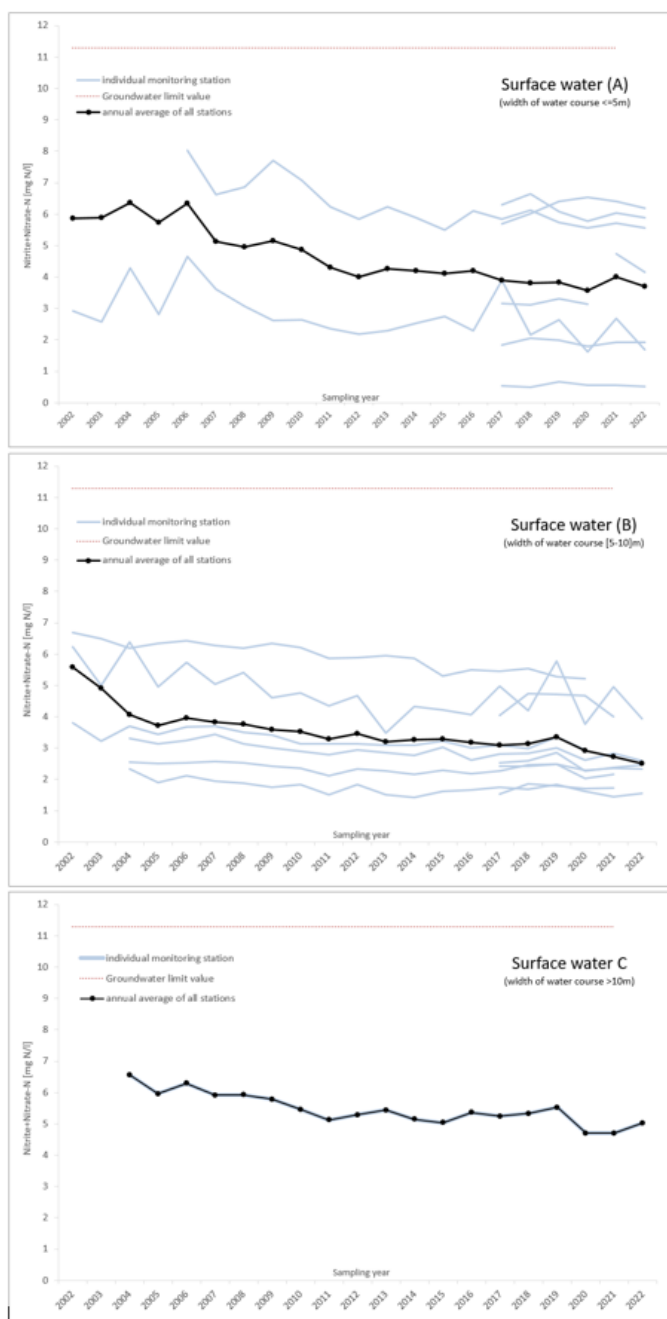 12
11
10
9
8
7
6
5
4
3
2
1
0
Nitrite+Nitrate-N [mg N/l]
individual monitoring station
Groundwater limit value
annual average of all stations
Surface water (A)
(width of water course <=5m)
Sampling year
2002 2003 2004 2005 2006 2007 2008 2009 2010 2011 2012 2013 2014 2015 2016 2017 2018 2019 2020 2021 2022
12
11
10
9
8
7
6
5
4
3
2
1
0
Nitrite+Nitrate-N [mg N/l]
individual monitoring station
Groundwater limit value
annual average of all stations
Surface water (B)
(width of water course [5-10]m)
Sampling year
2002 2003 2004 2005 2006 2007 2008 2009 2010 2011 2012 2013 2014 2015 2016 2017 2018 2019 2020 2021 2022
12
11
10
9
8
7
6
5
4
3
2
1
0
Nitrite+Nitrate-N [mg N/l]
individual monitoring station
Groundwater limit value
annual average of all stations
Surface water C
(width of water course >10m)
Sampling year
2002 2003 2004 2005 2006 2007 2008 2009 2010 2011 2012 2013 2014 2015 2016 2017 2018 2019 2020 2021 2022